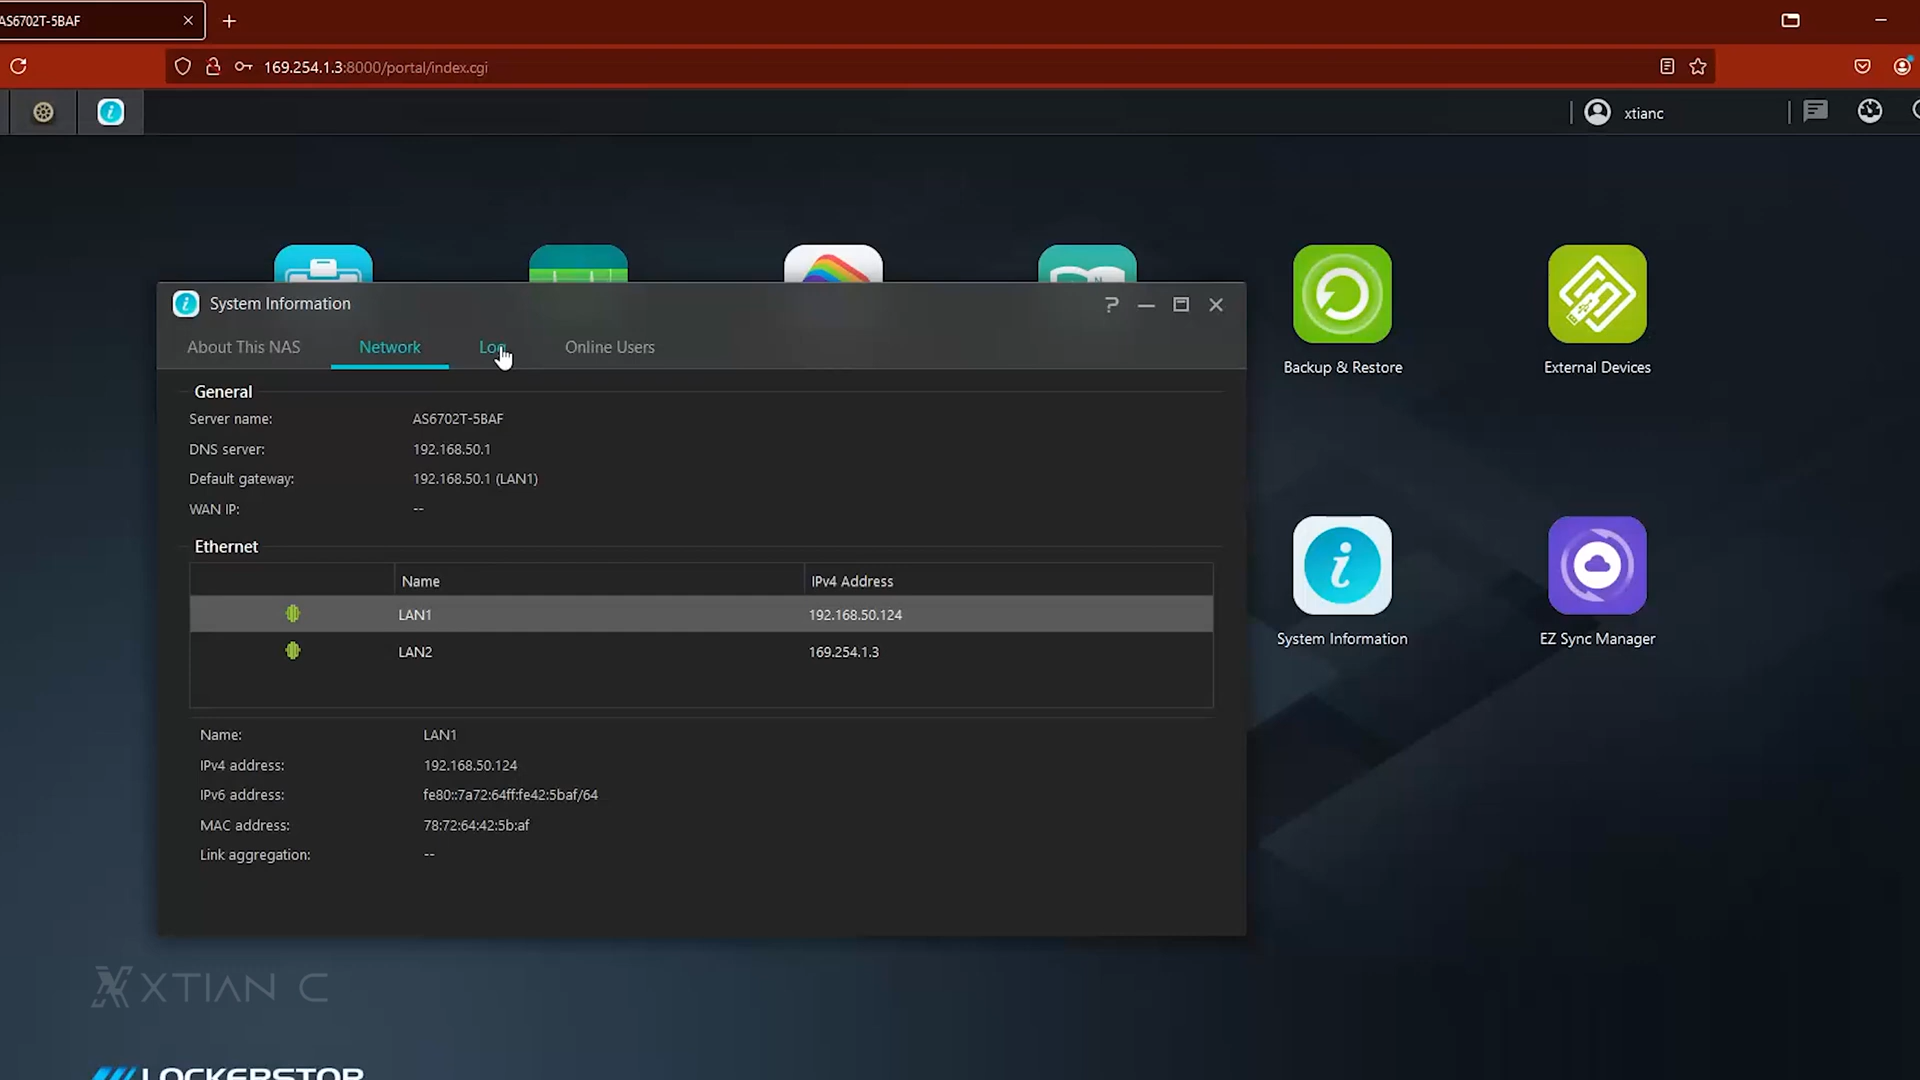 AS6702T-5BAF
169.254.1.3:8000/portal/index.cgi
xtianc
System Information
About This NAS
Network
Log
Online Users
Backup & Restore
External Devices
General
Server name: AS6702T-5BAF
DNS server: 192.168.50.1
Default gateway: 192.168.50.1 (LAN1)
WAN IP: --
Ethernet
Name IPv4 Address
LAN1 192.168.50.124
LAN2 169.254.1.3
System Information
EZ Sync Manager
Name: LAN1
IPv4 address: 192.168.50.124
IPv6 address: fe80::7a72:64ff:fe42:5baf/64
MAC address: 78:72:64:42:5b:af
Link aggregation: --
XTIAN C
LOCKERSTOR